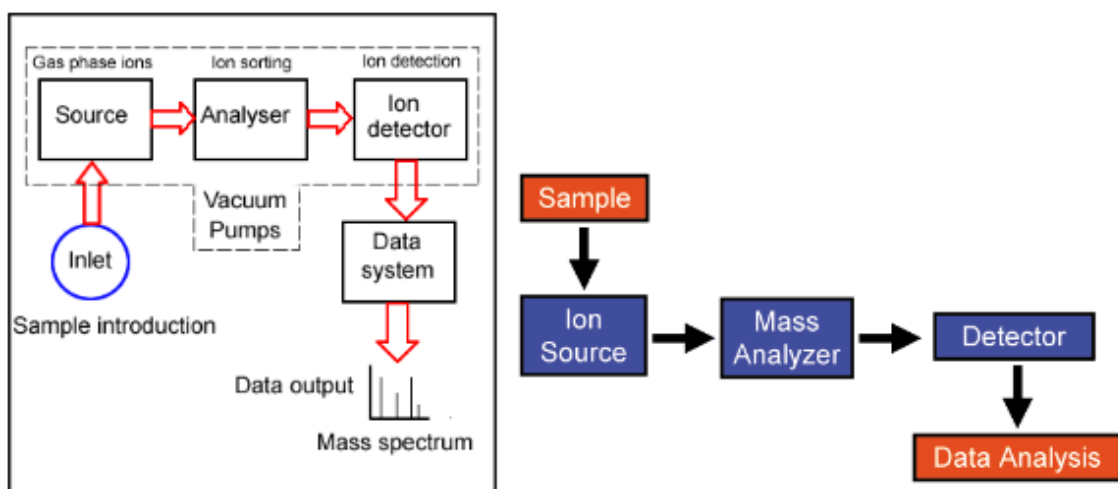 Gas phase ions
Ion sorting
Ion detection
Source
Analyser
Ion
detector
Vacuum
Pumps
Inlet
Data
system
Sample introduction
Data output
Mass spectrum
Sample
Ion
Source
Mass
Analyzer
Detector
Data Analysis